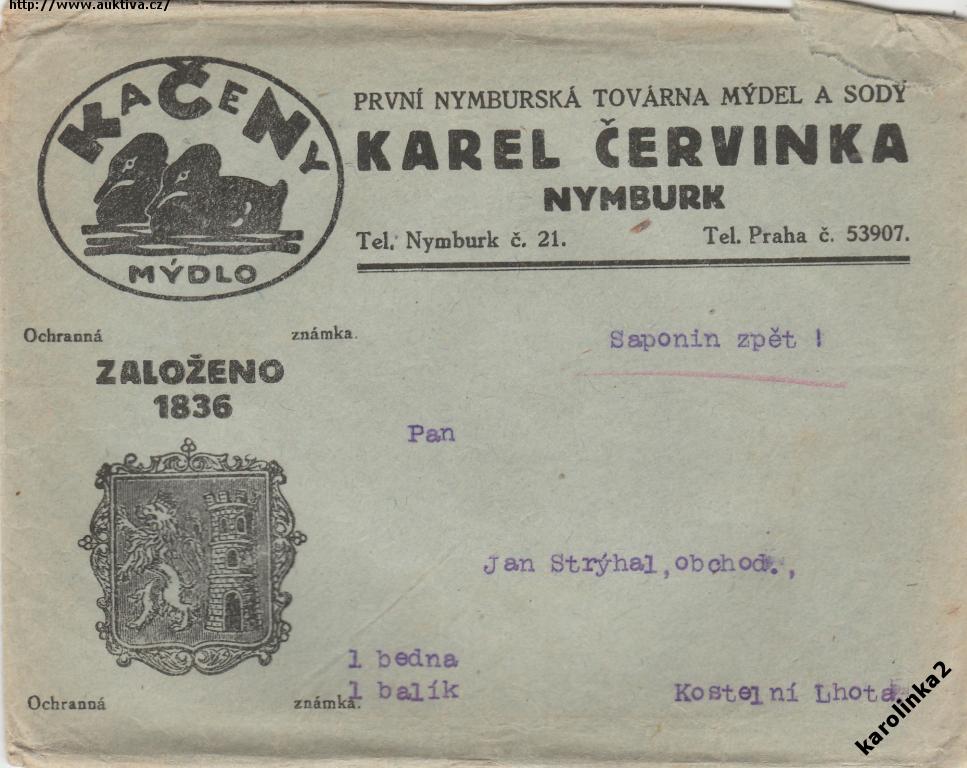 http://www.auktiva.cz/
KAČENY
MÝDLO
PRVNÍ NYMBURSKÁ TOVÁRNA MÝDEL A SODY
KAREL ČERVINKA
NYMBURK
Tel. Nymburk č. 21.
Tel. Praha č. 53907.
Ochranná známka.
ZALOŽENO
1836
Saponin zpět !
Pan
Jan Strýhal,obchod.,
1 bedna
1 balík
Kostelní Lhota.
Ochranná známka.
karolinka2